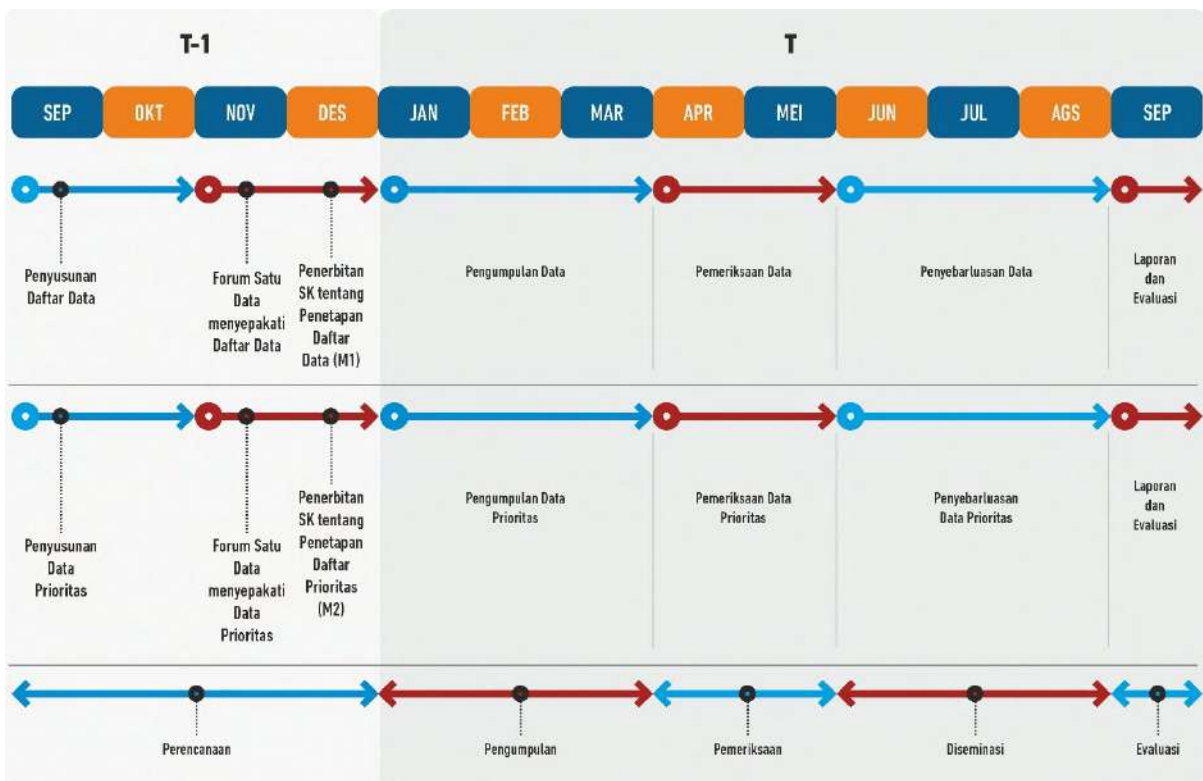 T-1
T
SEP
OKT
NOV
DES
JAN
FEB
MAR
APR
MEI
JUN
JUL
AGS
SEP
Penyusunan
Daftar Data
Forum Satu
Data
menyepakati
Daftar Data
Penerbitan
SK tentang
Penetapan
Daftar
Data (M1)
Pengumpulan Data
Pemeriksaan Data
Penyebarluasan Data
Laporan
dan
Evaluasi
Penyusunan
Data
Prioritas
Forum Satu
Data
menyepakati
Data
Prioritas
Penerbitan
SK tentang
Penetapan
Daftar
Prioritas
(M2)
Pengumpulan Data
Prioritas
Pemeriksaan Data
Prioritas
Penyebarluasan
Data Prioritas
Laporan
dan
Evaluasi
Perencanaan
Pengumpulan
Pemeriksaan
Diseminasi
Evaluasi